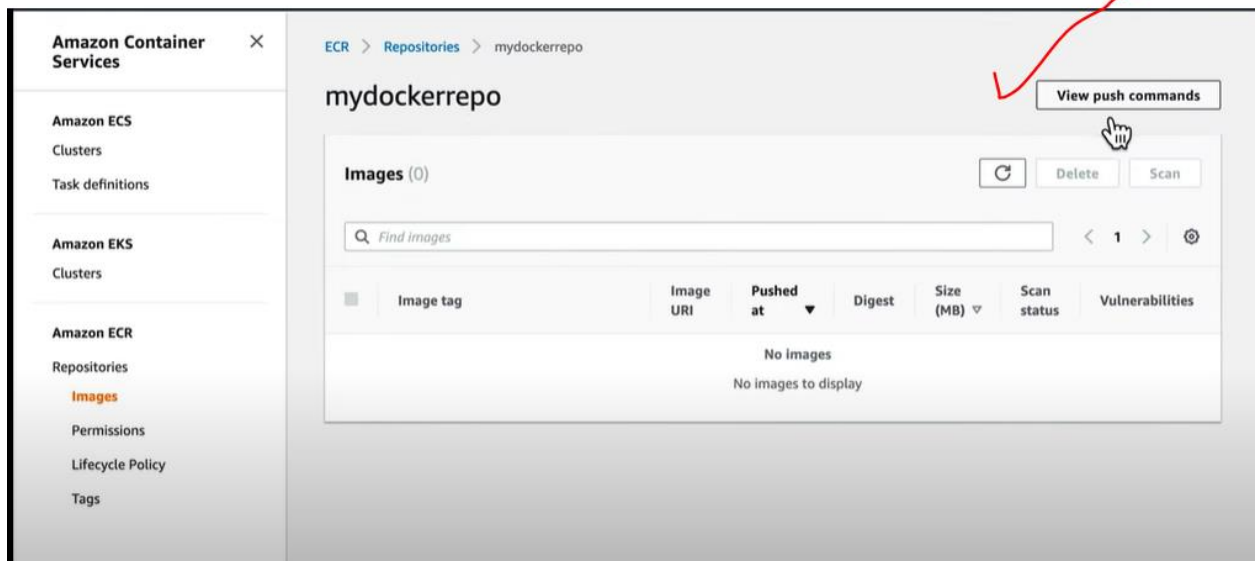 Amazon Container
Services
Amazon ECS
Clusters
Task definitions
Amazon EKS
Clusters
Amazon ECR
Repositories
Images
Permissions
Lifecycle Policy
Tags
ECR > Repositories > mydockerrepo
mydockerrepo
View push commands
Images (0)
Delete
Scan
Find images
1
Image tag
Image
URI
Pushed
at
Digest
Size
(MB)
Scan
status
Vulnerabilities
No images
No images to display